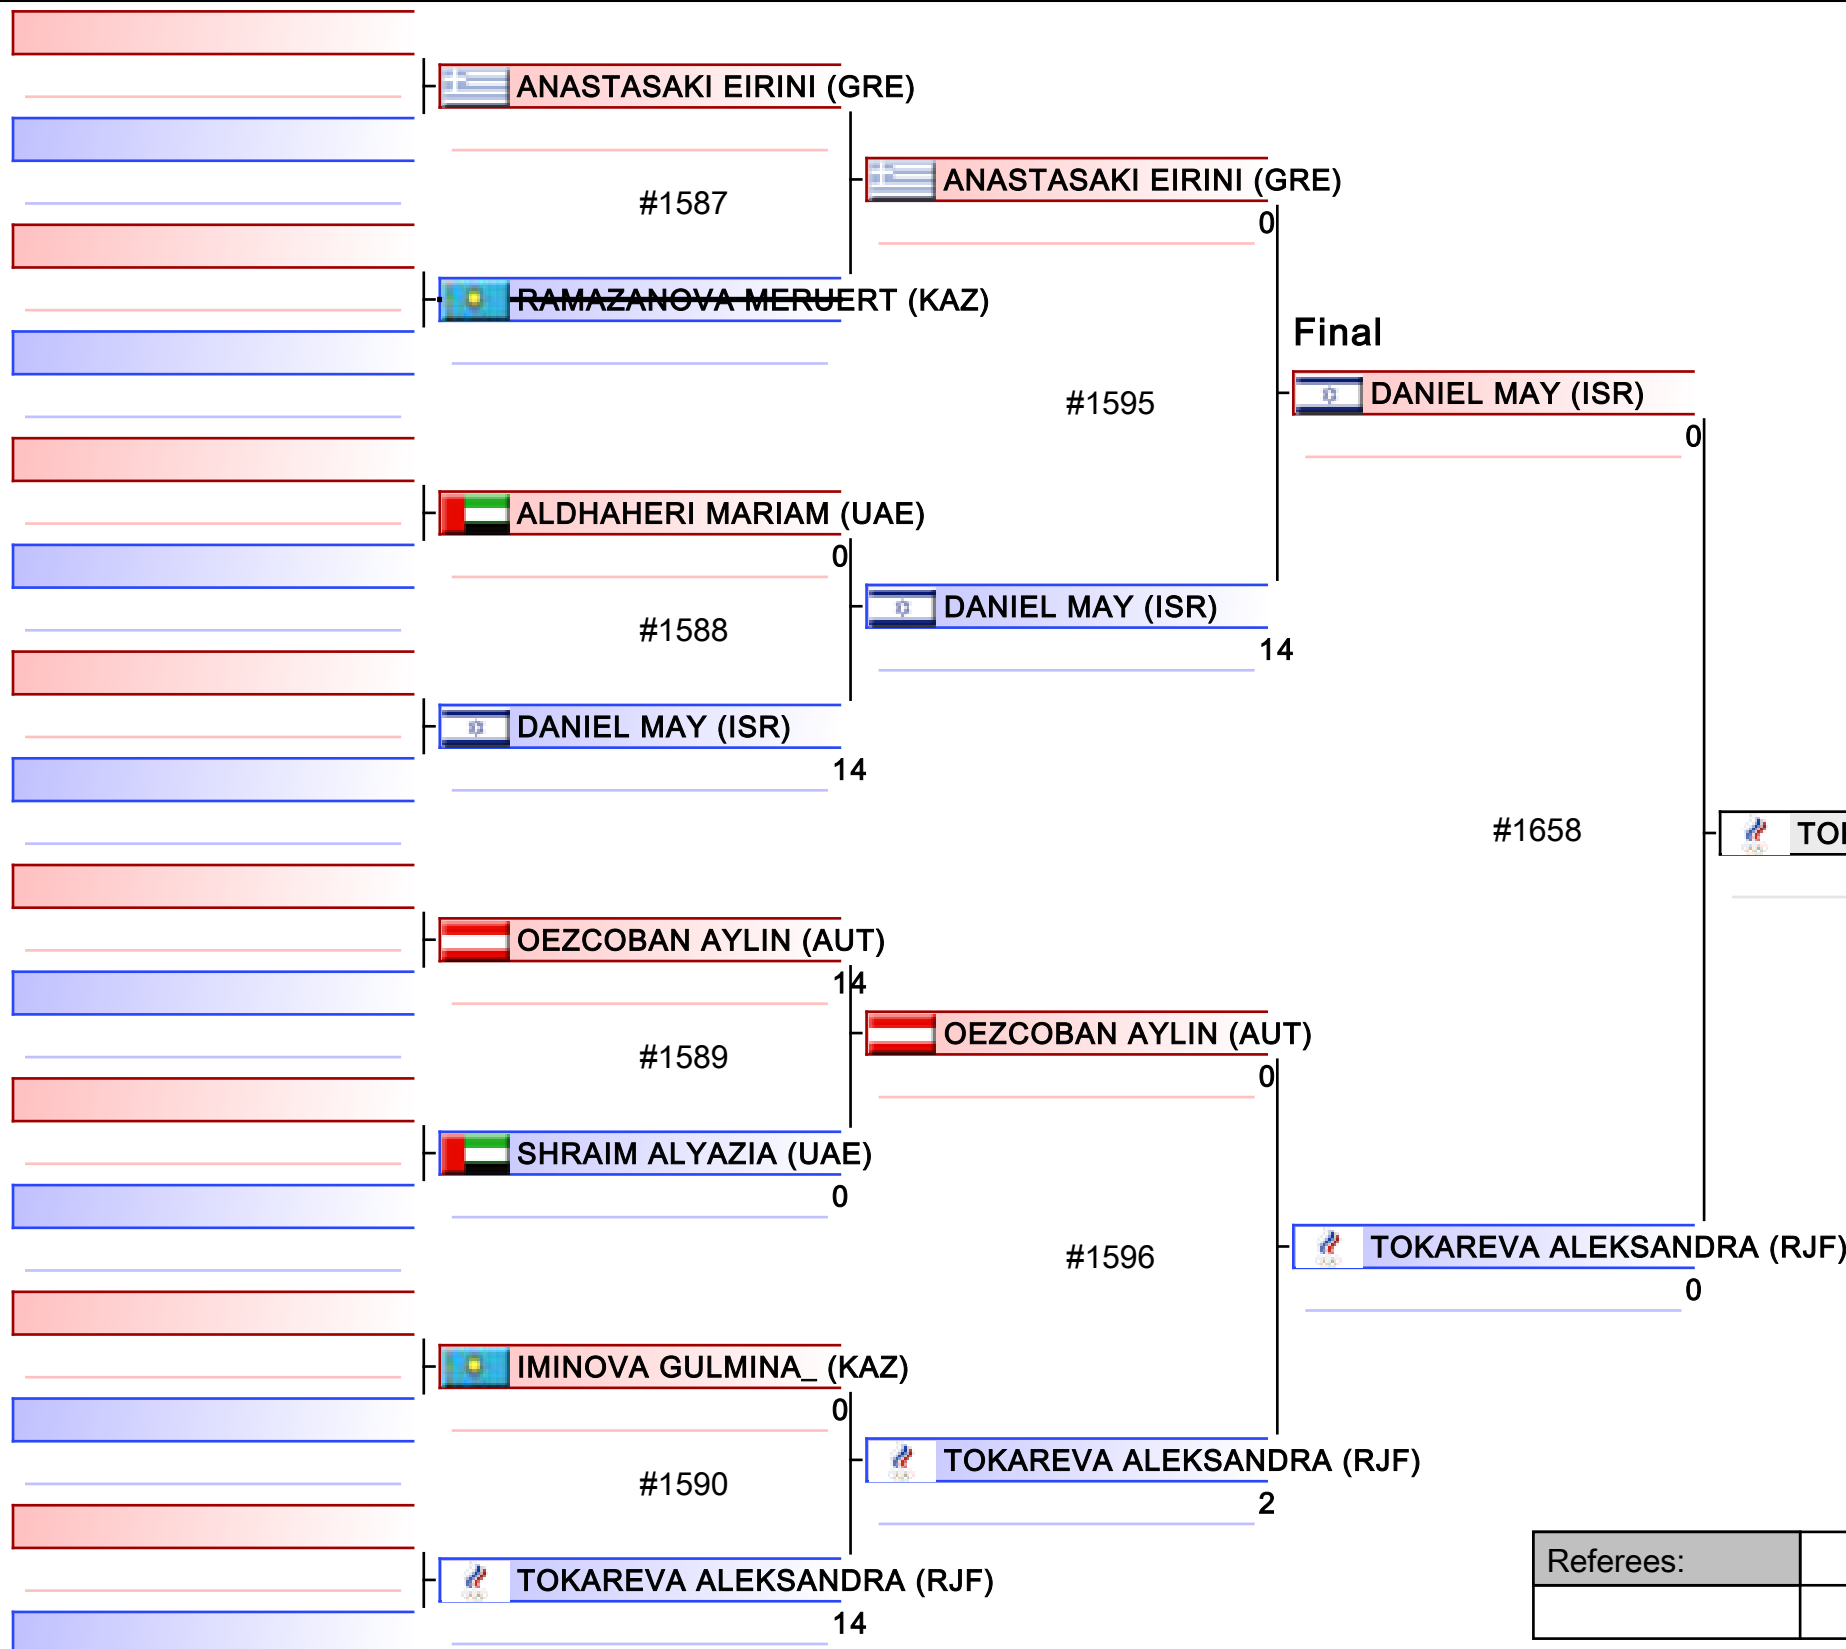 ANASTASAKI EIRINI (GRE)
#1587
RAMAZANOVA MERUERT (KAZ)
ALDHAHERI MARIAM (UAE)
0
#1588
DANIEL MAY (ISR)
14
OEZCOBAN AYLIN (AUT)
14
#1589
SHRAIM ALYAZIA (UAE)
0
IMINOVA GULMINA_ (KAZ)
0
#1590
TOKAREVA ALEKSANDRA (RJF)
14
ANASTASAKI EIRINI (GRE)
0
#1595
DANIEL MAY (ISR)
14
OEZCOBAN AYLIN (AUT)
0
#1596
TOKAREVA ALEKSANDRA (RJF)
2
Final
DANIEL MAY (ISR)
0
#1658
TOKAREVA ALEKSANDRA (RJF)
0
Referees: